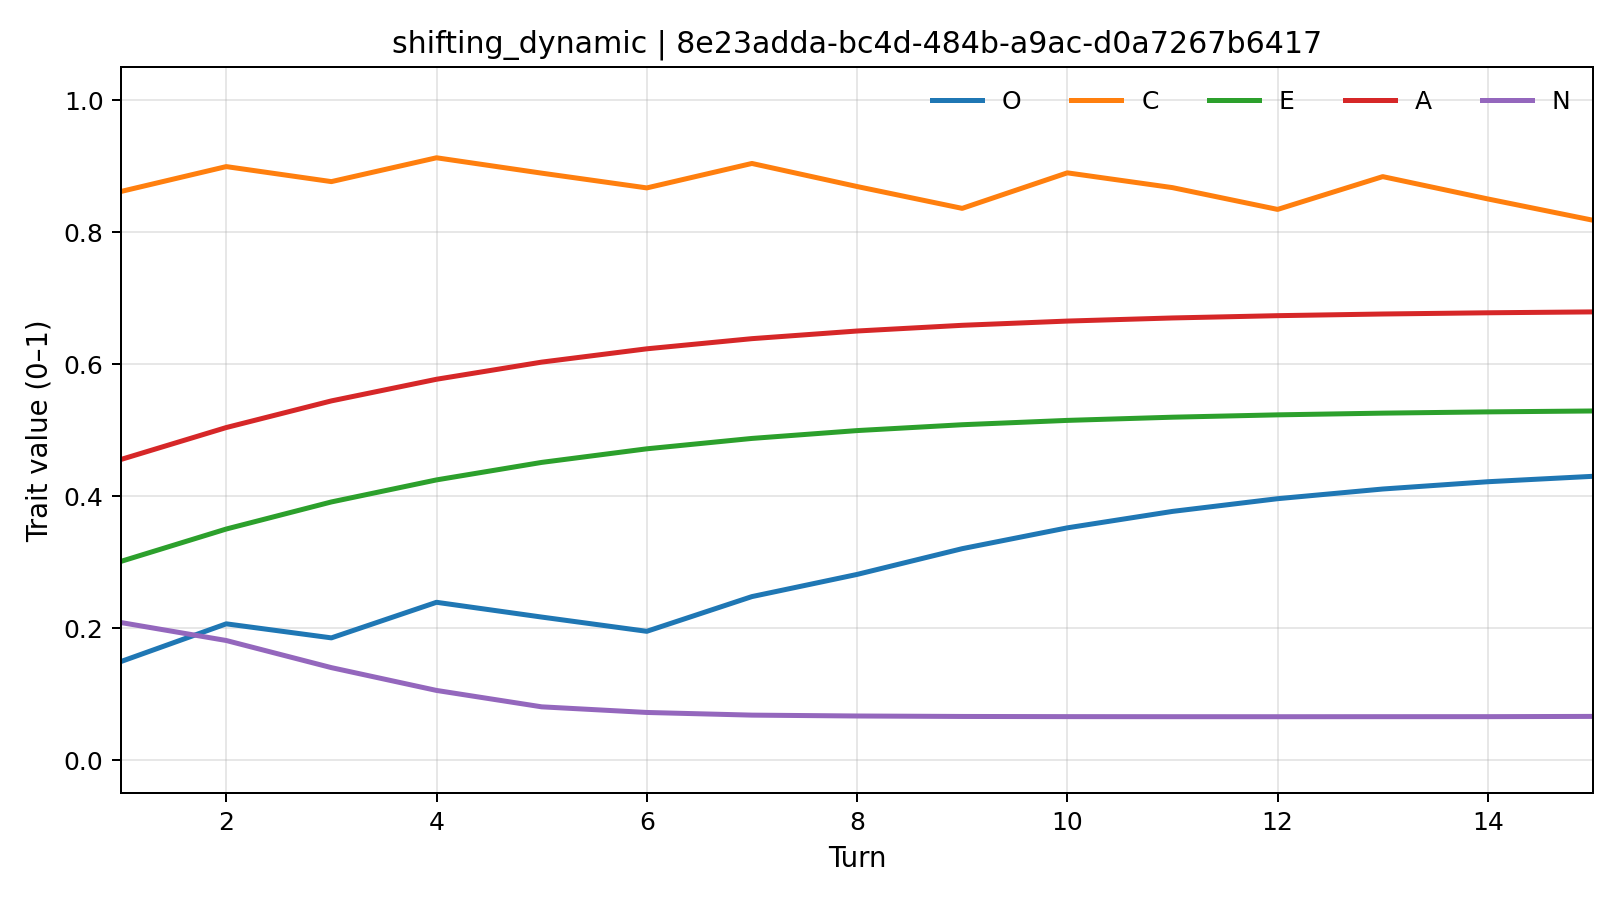 shifting_dynamic | 8e23adda-bc4d-484b-a9ac-d0a7267b6417
O C E A N
1.0
0.8
0.6
0.4
0.2
0.0
Trait value (0–1)
2 4 6 8 10 12 14
Turn